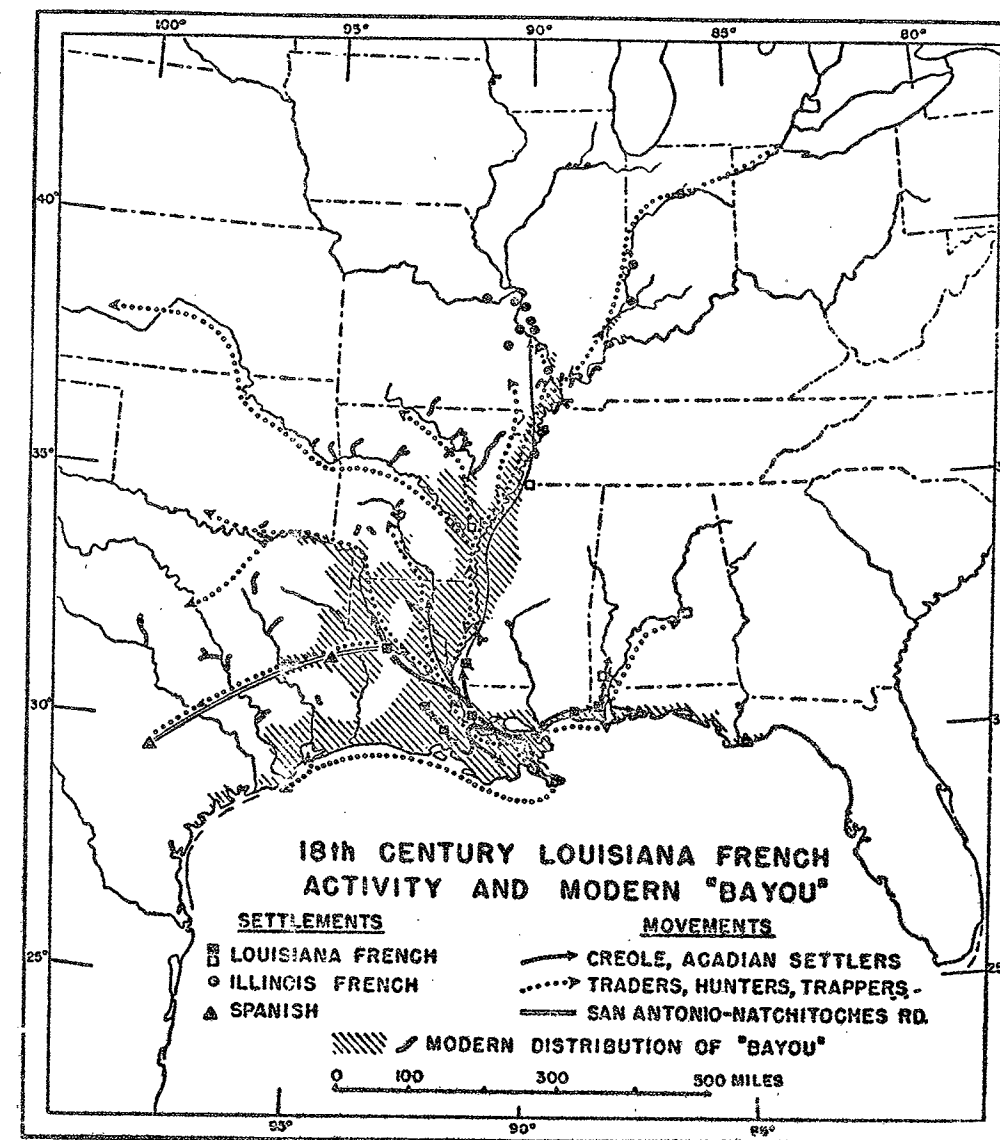 100° 95° 90° 85° 80°
40°
35°
30°
25°
18th CENTURY LOUISIANA FRENCH
ACTIVITY AND MODERN "BAYOU"
SETTLEMENTS
LOUISIANA FRENCH
ILLINOIS FRENCH
SPANISH
MOVEMENTS
CREOLE, ACADIAN SETTLERS
TRADERS, HUNTERS, TRAPPERS
SAN ANTONIO-NATCHITOCHES RD.
MODERN DISTRIBUTION OF "BAYOU"
0 100 300 500 MILES
90° 85°